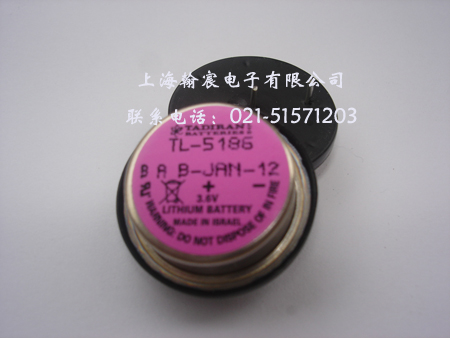 上海翰宸电子有限公司
联系电话：021-51571203
TADIRAN
BATTERIES
TL-5186
B A B-JAN-12
+ -
3.6V
LITHIUM BATTERY
MADE IN ISRAEL
WARNING: DO NOT DISPOSE OF IN FIRE